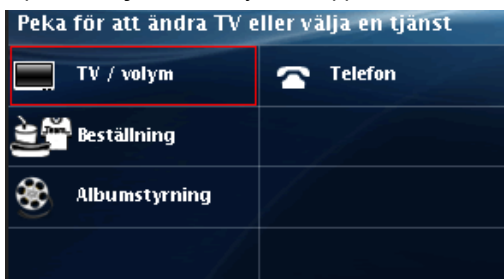 Peka för att ändra TV eller välja en tjänst
TV / volym
Telefon
Beställning
Albumstyrning